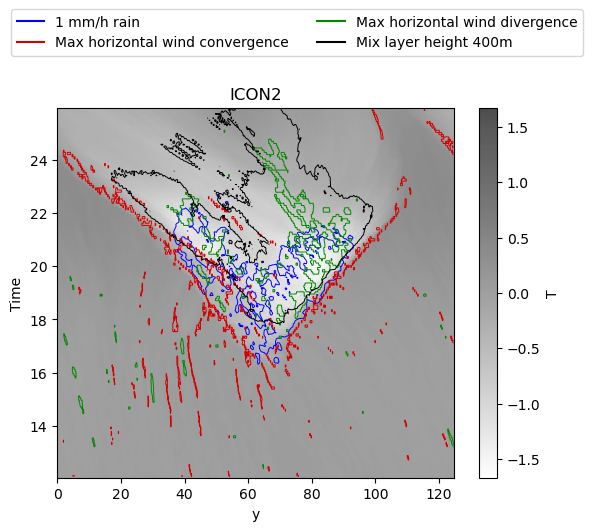 1 mm/h rain
Max horizontal wind convergence
Max horizontal wind divergence
Mix layer height 400m
ICON2
24
22
20
18
16
14
Time
0
20
40
60
80
100
120
y
1.5
1.0
0.5
0.0
−0.5
−1.0
−1.5
T